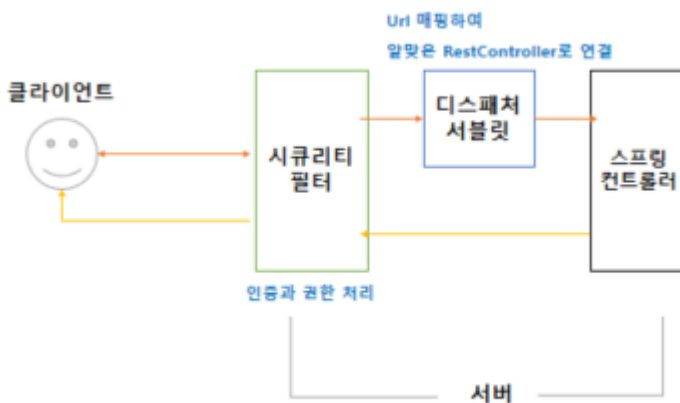 Url 매핑하여
알맞은 RestController로 연결
클라이언트
디스패처
서블릿
시큐리티
필터
스프링
컨트롤러
인증과 권한 처리
서버